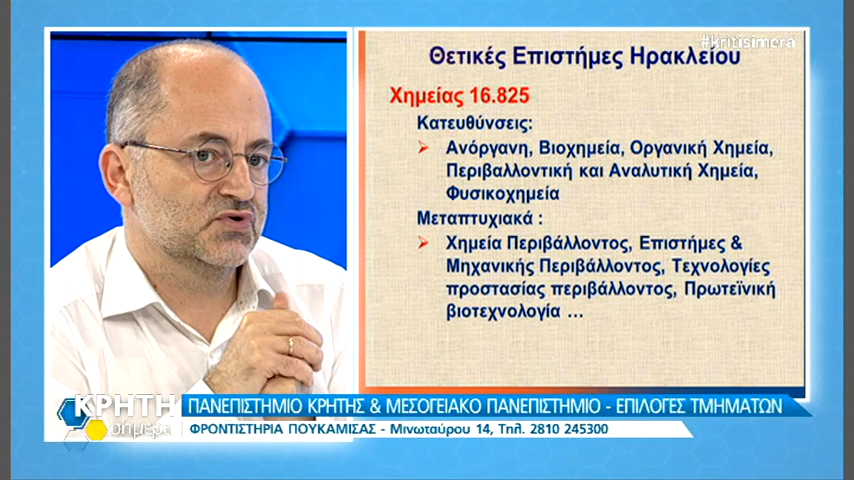 #kritisimera
Θετικές Επιστήμες Ηρακλείου
Χημείας 16.825
Κατευθύνσεις:
Ανόργανη, Βιοχημεία, Οργανική Χημεία,
Περιβαλλοντική και Αναλυτική Χημεία,
Φυσικοχημεία
Μεταπτυχιακά :
Χημεία Περιβάλλοντος, Επιστήμες &
Μηχανικής Περιβάλλοντος, Τεχνολογίες
προστασίας περιβάλλοντος, Πρωτεϊνική
βιοτεχνολογία ...
ΚΡΗΤΗ
σήμερα
ΠΑΝΕΠΙΣΤΗΜΙΟ ΚΡΗΤΗΣ & ΜΕΣΟΓΕΙΑΚΟ ΠΑΝΕΠΙΣΤΗΜΙΟ - ΕΠΙΛΟΓΕΣ ΤΜΗΜΑΤΩΝ
ΦΡΟΝΤΙΣΤΗΡΙΑ ΠΟΥΚΑΜΙΣΑΣ - Μινωταύρου 14, Τηλ. 2810 245300